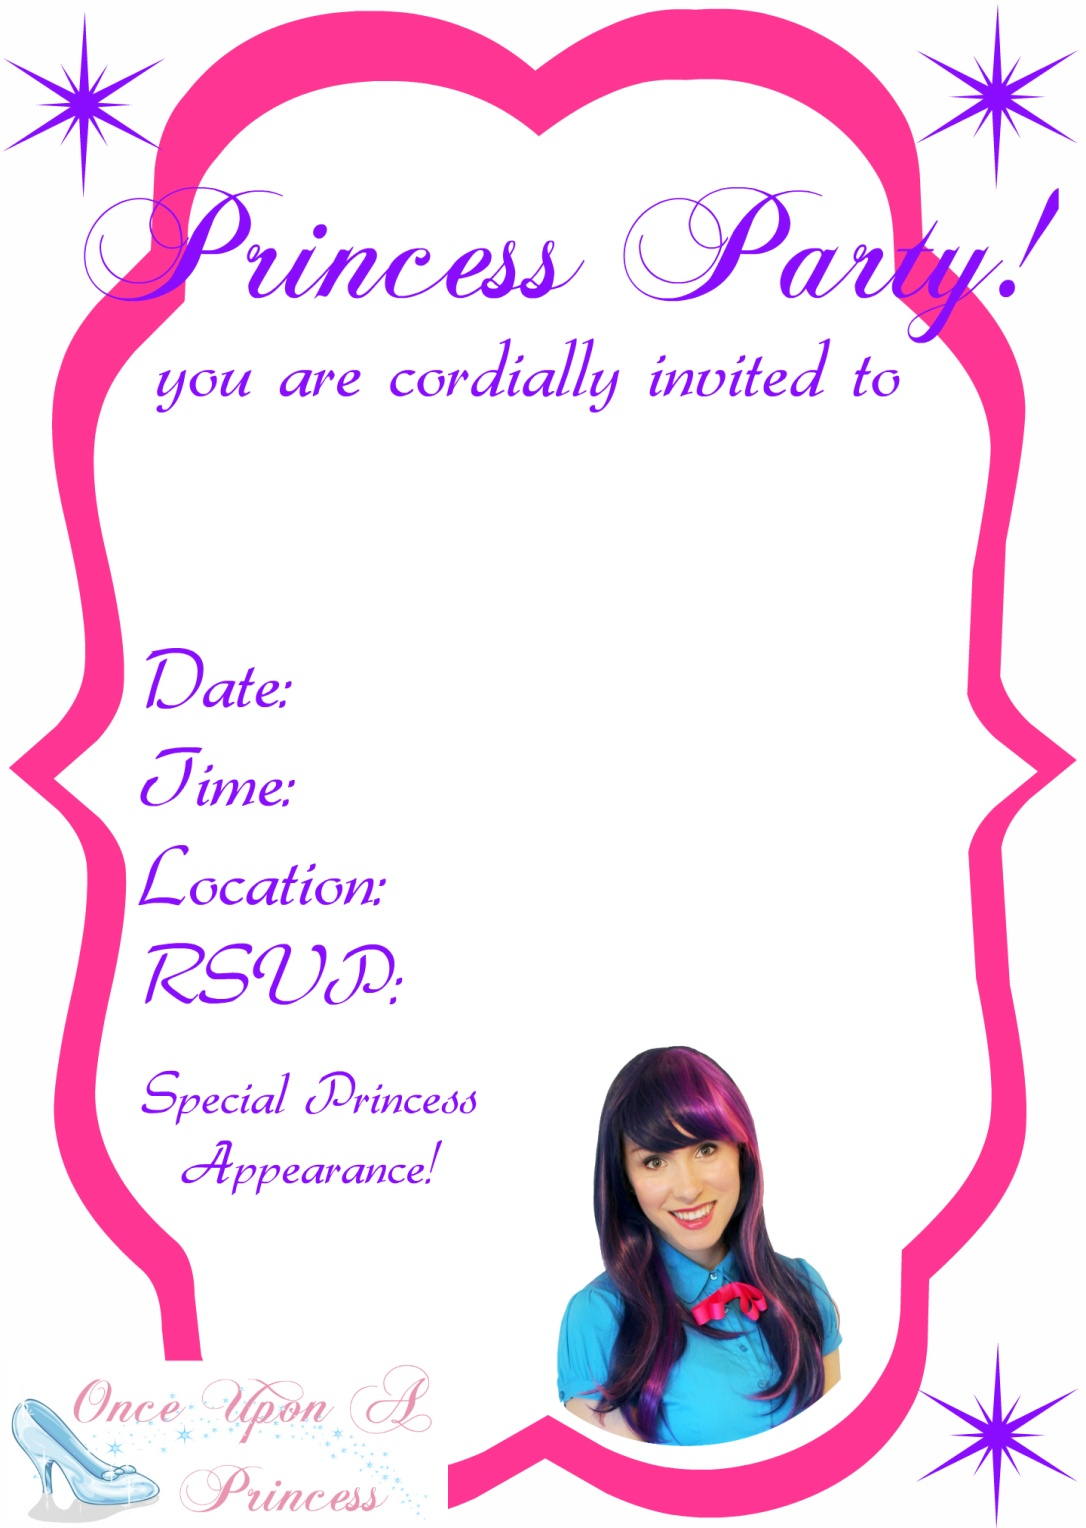 Princess Party!
you are cordially invited to
Date:
Time:
Location:
RSVP:
Special Princess
Appearance!
Once Upon A
Princess